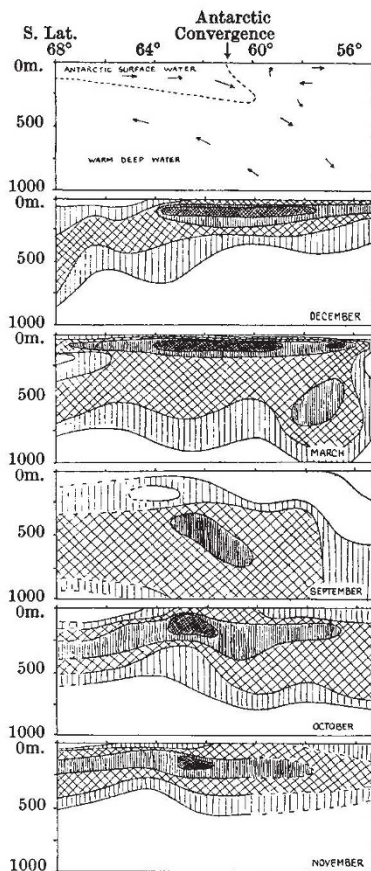 Antarctic
S. Lat. Convergence
68° 64° 60° 56°
0m. ANTARCTIC SURFACE WATER
500
WARM DEEP WATER
1000
0m.
500
1000 DECEMBER
0m.
500
1000 MARCH
0m.
500
1000 SEPTEMBER
0m.
500
1000 OCTOBER
0m.
500
1000 NOVEMBER